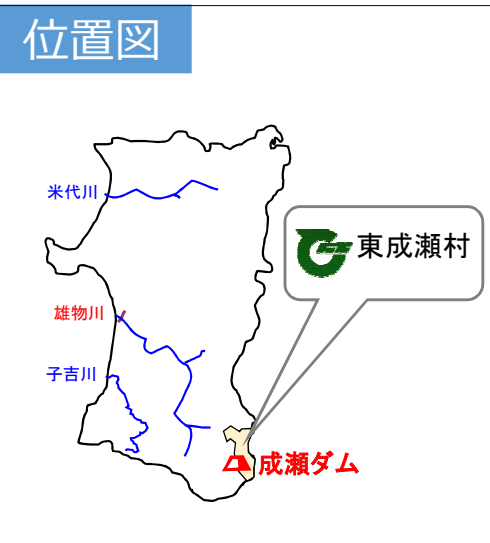 位置図
米代川
東成瀬村
雄物川
子吉川
成瀬ダム